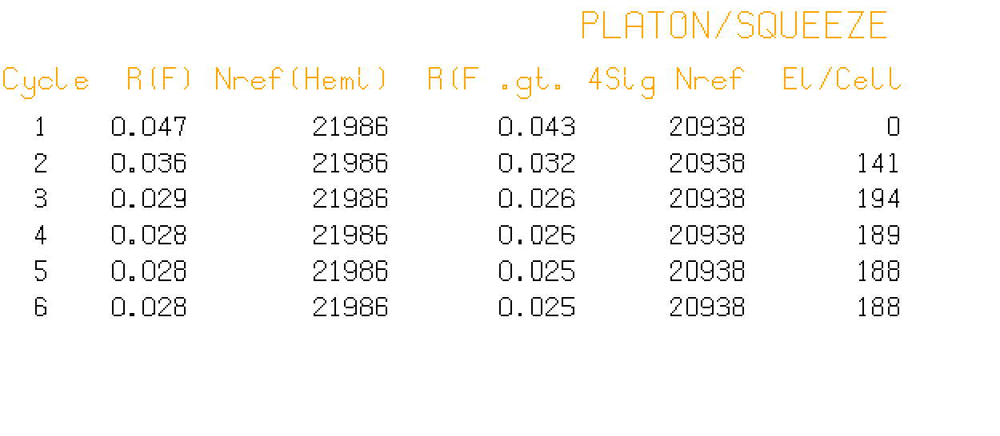 PLATON/SQUEEZE
Cycle R(F) Nref(Hemi) R(F .gt. 4Sig Nref El/Cell
1 0.047 21986 0.043 20938 0
2 0.036 21986 0.032 20938 141
3 0.029 21986 0.026 20938 194
4 0.028 21986 0.026 20938 189
5 0.028 21986 0.025 20938 188
6 0.028 21986 0.025 20938 188